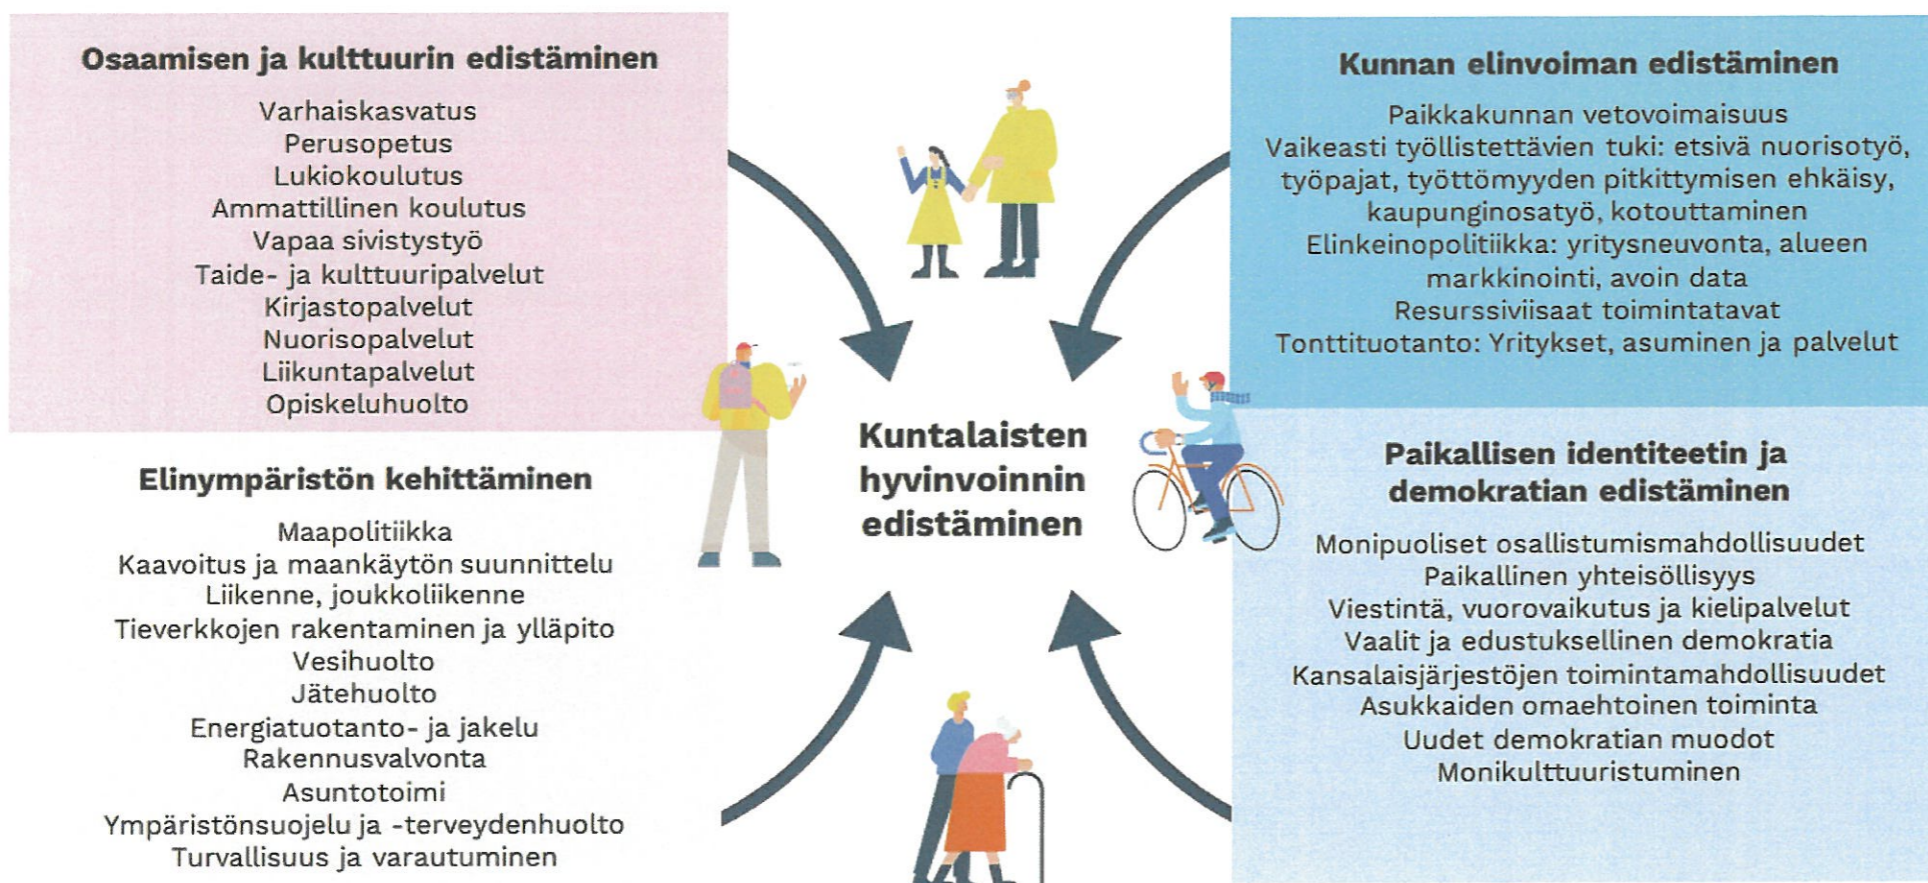 Osaamisen ja kulttuurin edistäminen
Varhaiskasvatus
Perusopetus
Lukiokoulutus
Ammattillinen koulutus
Vapaa sivistystyö
Taide- ja kulttuuripalvelut
Kirjastopalvelut
Nuorisopalvelut
Liikuntapalvelut
Opiskeluhuolto
Kunnan elinvoiman edistäminen
Paikkakunnan vetovoimaisuus
Vaikeasti työllistettävien tuki: etsivä nuorisotyö,
työpajat, työttömyyden pitkittymisen ehkäisy,
kaupunginosatyö, kotouttaminen
Elinkeinopolitiikka: yritysneuvonta, alueen
markkinointi, avoin data
Resurssiviisaat toimintatavat
Tonttituotanto: Yritykset, asuminen ja palvelut
Kuntalaisten
hyvinvoinnin
edistäminen
Elinympäristön kehittäminen
Maapolitiikka
Kaavoitus ja maankäytön suunnittelu
Liikenne, joukkoliikenne
Tieverkkojen rakentaminen ja ylläpito
Vesihuolto
Jätehuolto
Energiatuotanto- ja jakelu
Rakennusvalvonta
Asuntotoimi
Ympäristönsuojelu ja -terveydenhuolto
Turvallisuus ja varautuminen
Paikallisen identiteetin ja
demokratian edistäminen
Monipuoliset osallistumismahdollisuudet
Paikallinen yhteisöllisyys
Viestintä, vuorovaikutus ja kielipalvelut
Vaalit ja edustuksellinen demokratia
Kansalaisjärjestöjen toimintamahdollisuudet
Asukkaiden omaehtoinen toiminta
Uudet demokratian muodot
Monikulttuuristuminen